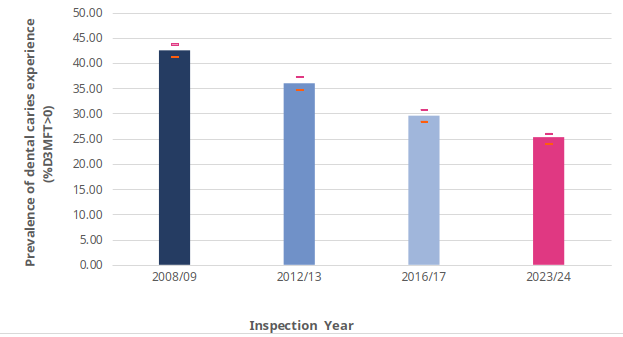 Prevalence of dental caries experience
(%D3MFT>0)
50.00
45.00
40.00
35.00
30.00
25.00
20.00
15.00
10.00
5.00
0.00
2008/09 2012/13 2016/17 2023/24
Inspection Year